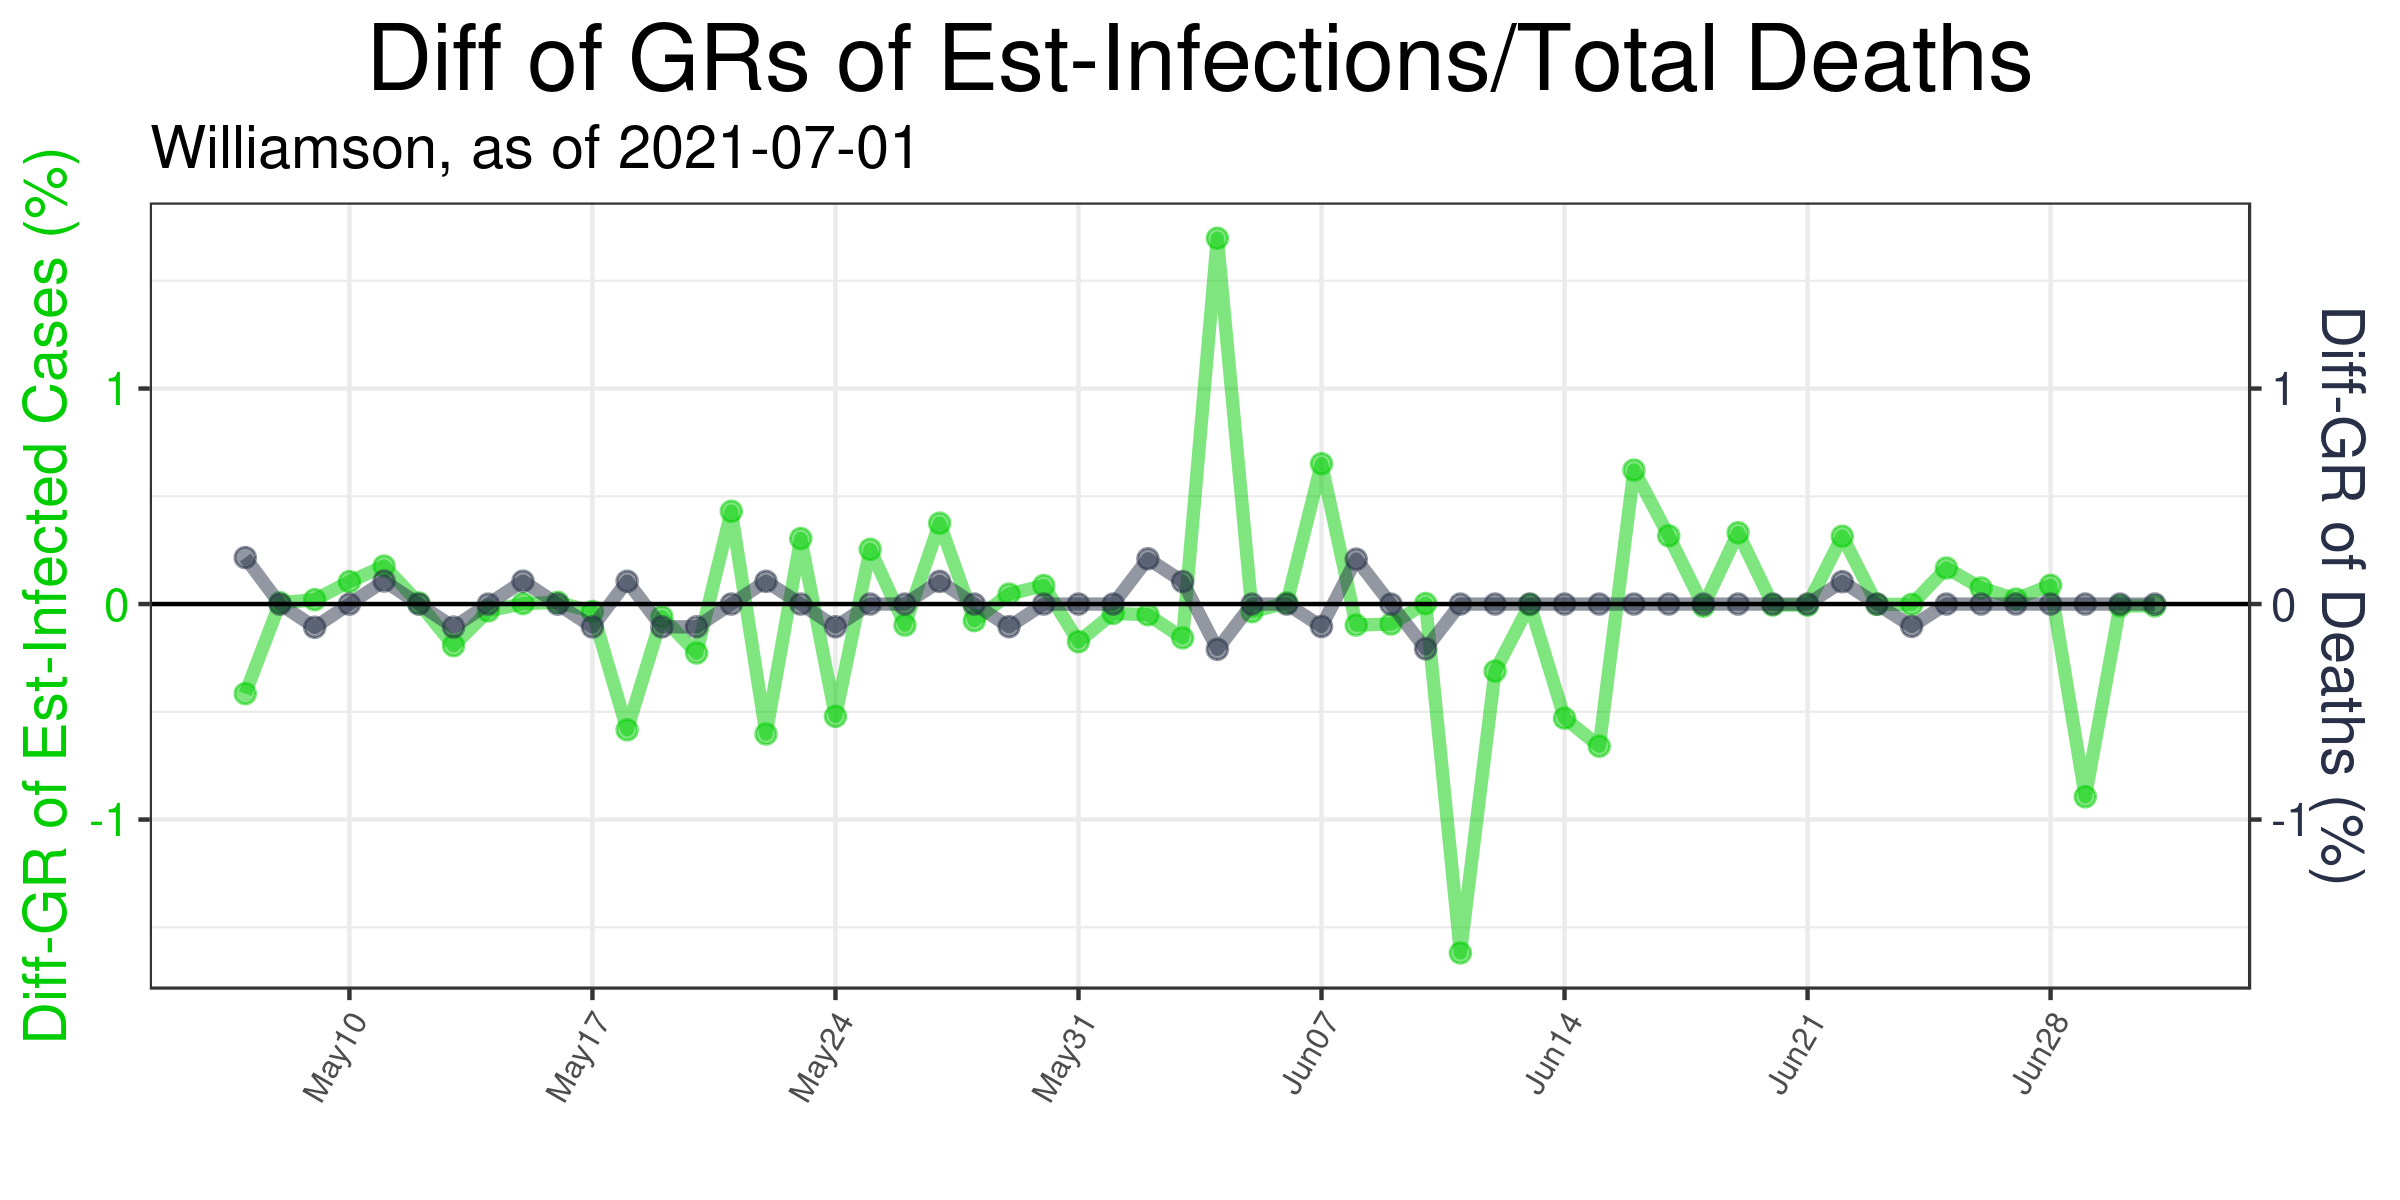 Diff of GRs of Est-Infections/Total Deaths
Williamson, as of 2021-07-01
Diff-GR of Est-Infected Cases (%)
1
0
-1
1
0
-1
Diff-GR of Deaths (%)
May10
May17
May24
May31
Jun07
Jun14
Jun21
Jun28